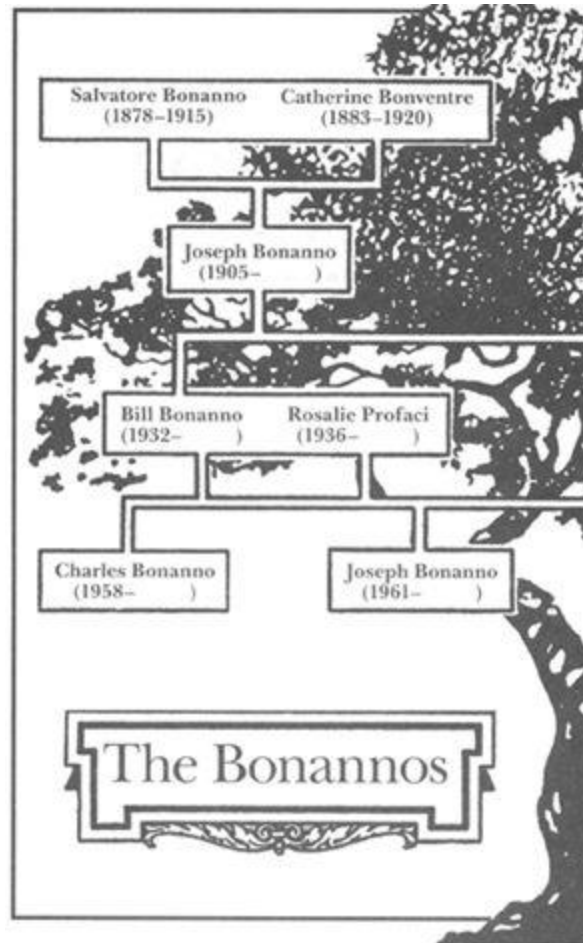 Salvatore Bonanno Catherine Bonventre
(1878–1915) (1883–1920)
Joseph Bonanno
(1905– )
Bill Bonanno Rosalie Profaci
(1932– ) (1936– )
Charles Bonanno Joseph Bonanno
(1958– ) (1961– )
The Bonannos